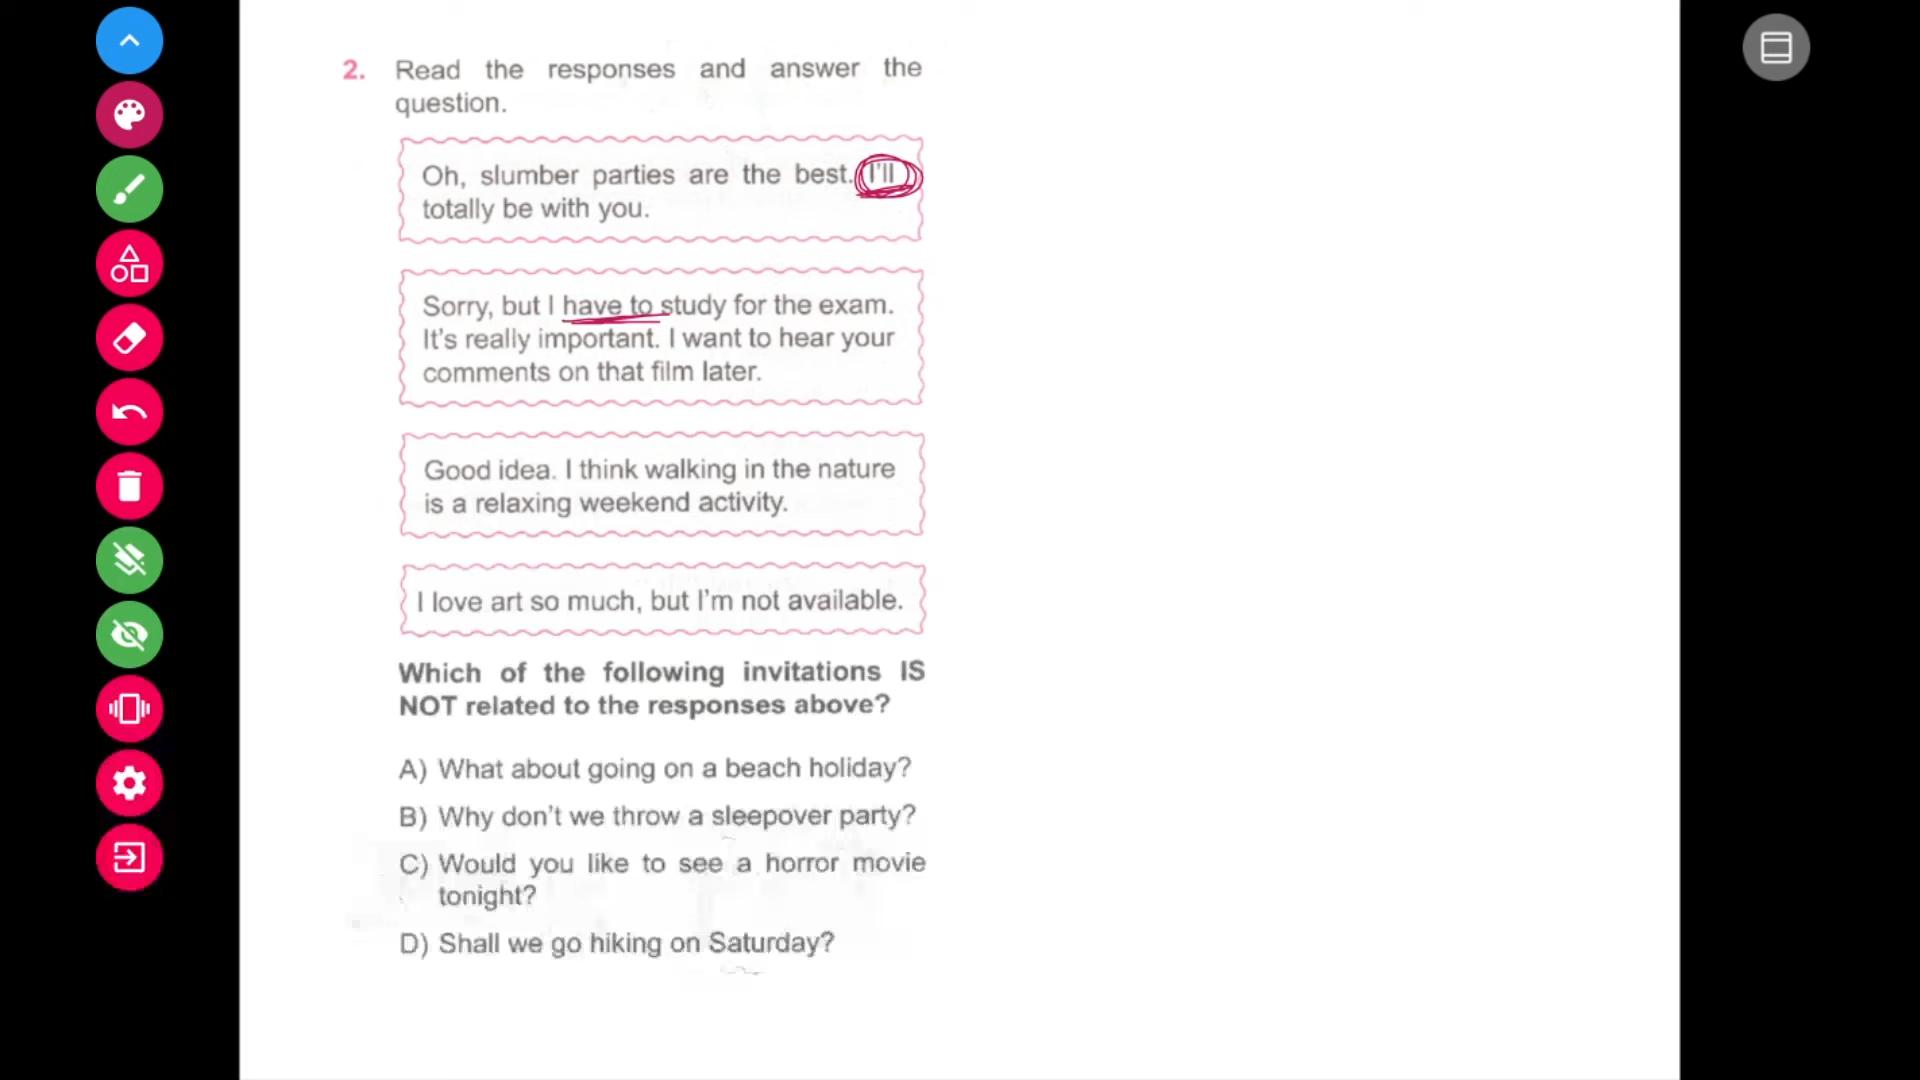 2. Read the responses and answer the
question.
Oh, slumber parties are the best. I'll
totally be with you.
Sorry, but I have to study for the exam.
It's really important. I want to hear your
comments on that film later.
Good idea. I think walking in the nature
is a relaxing weekend activity.
I love art so much, but I'm not available.
Which of the following invitations IS
NOT related to the responses above?
A) What about going on a beach holiday?
B) Why don't we throw a sleepover party?
C) Would you like to see a horror movie
tonight?
D) Shall we go hiking on Saturday?